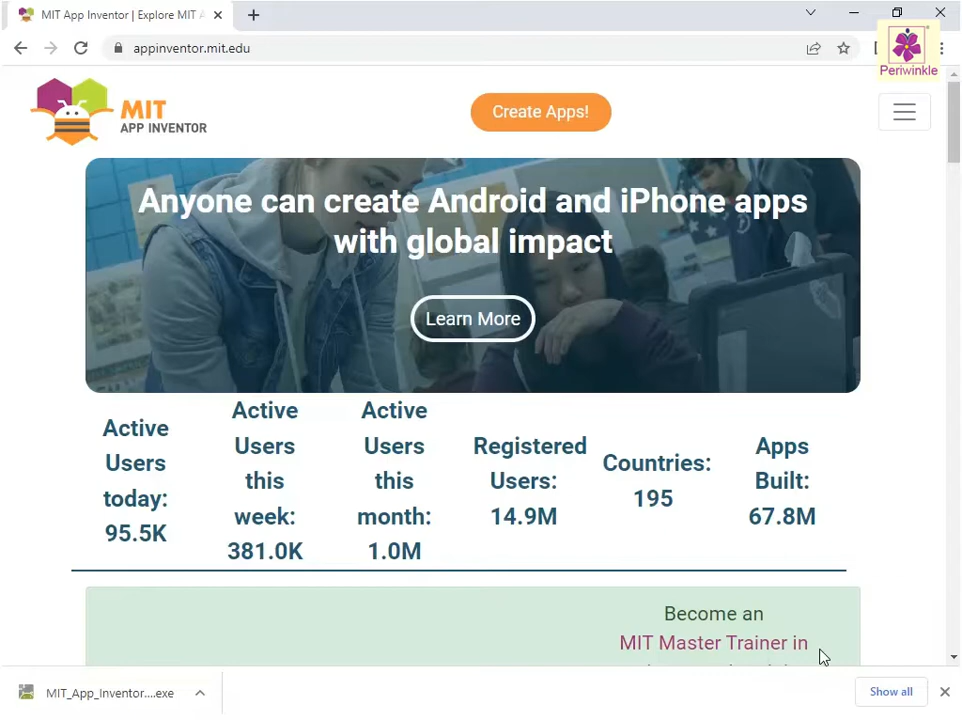 MIT App Inventor | Explore MIT A
appinventor.mit.edu
Periwinkle
MIT
APP INVENTOR
Create Apps!
Anyone can create Android and iPhone apps
with global impact
Learn More
Active
Users
today:
95.5K
Active
Users
this
week:
381.0K
Active
Users
this
month:
1.0M
Registered
Users:
14.9M
Countries:
195
Apps
Built:
67.8M
Become an
MIT Master Trainer in
MIT_App_Inventor....exe
Show all